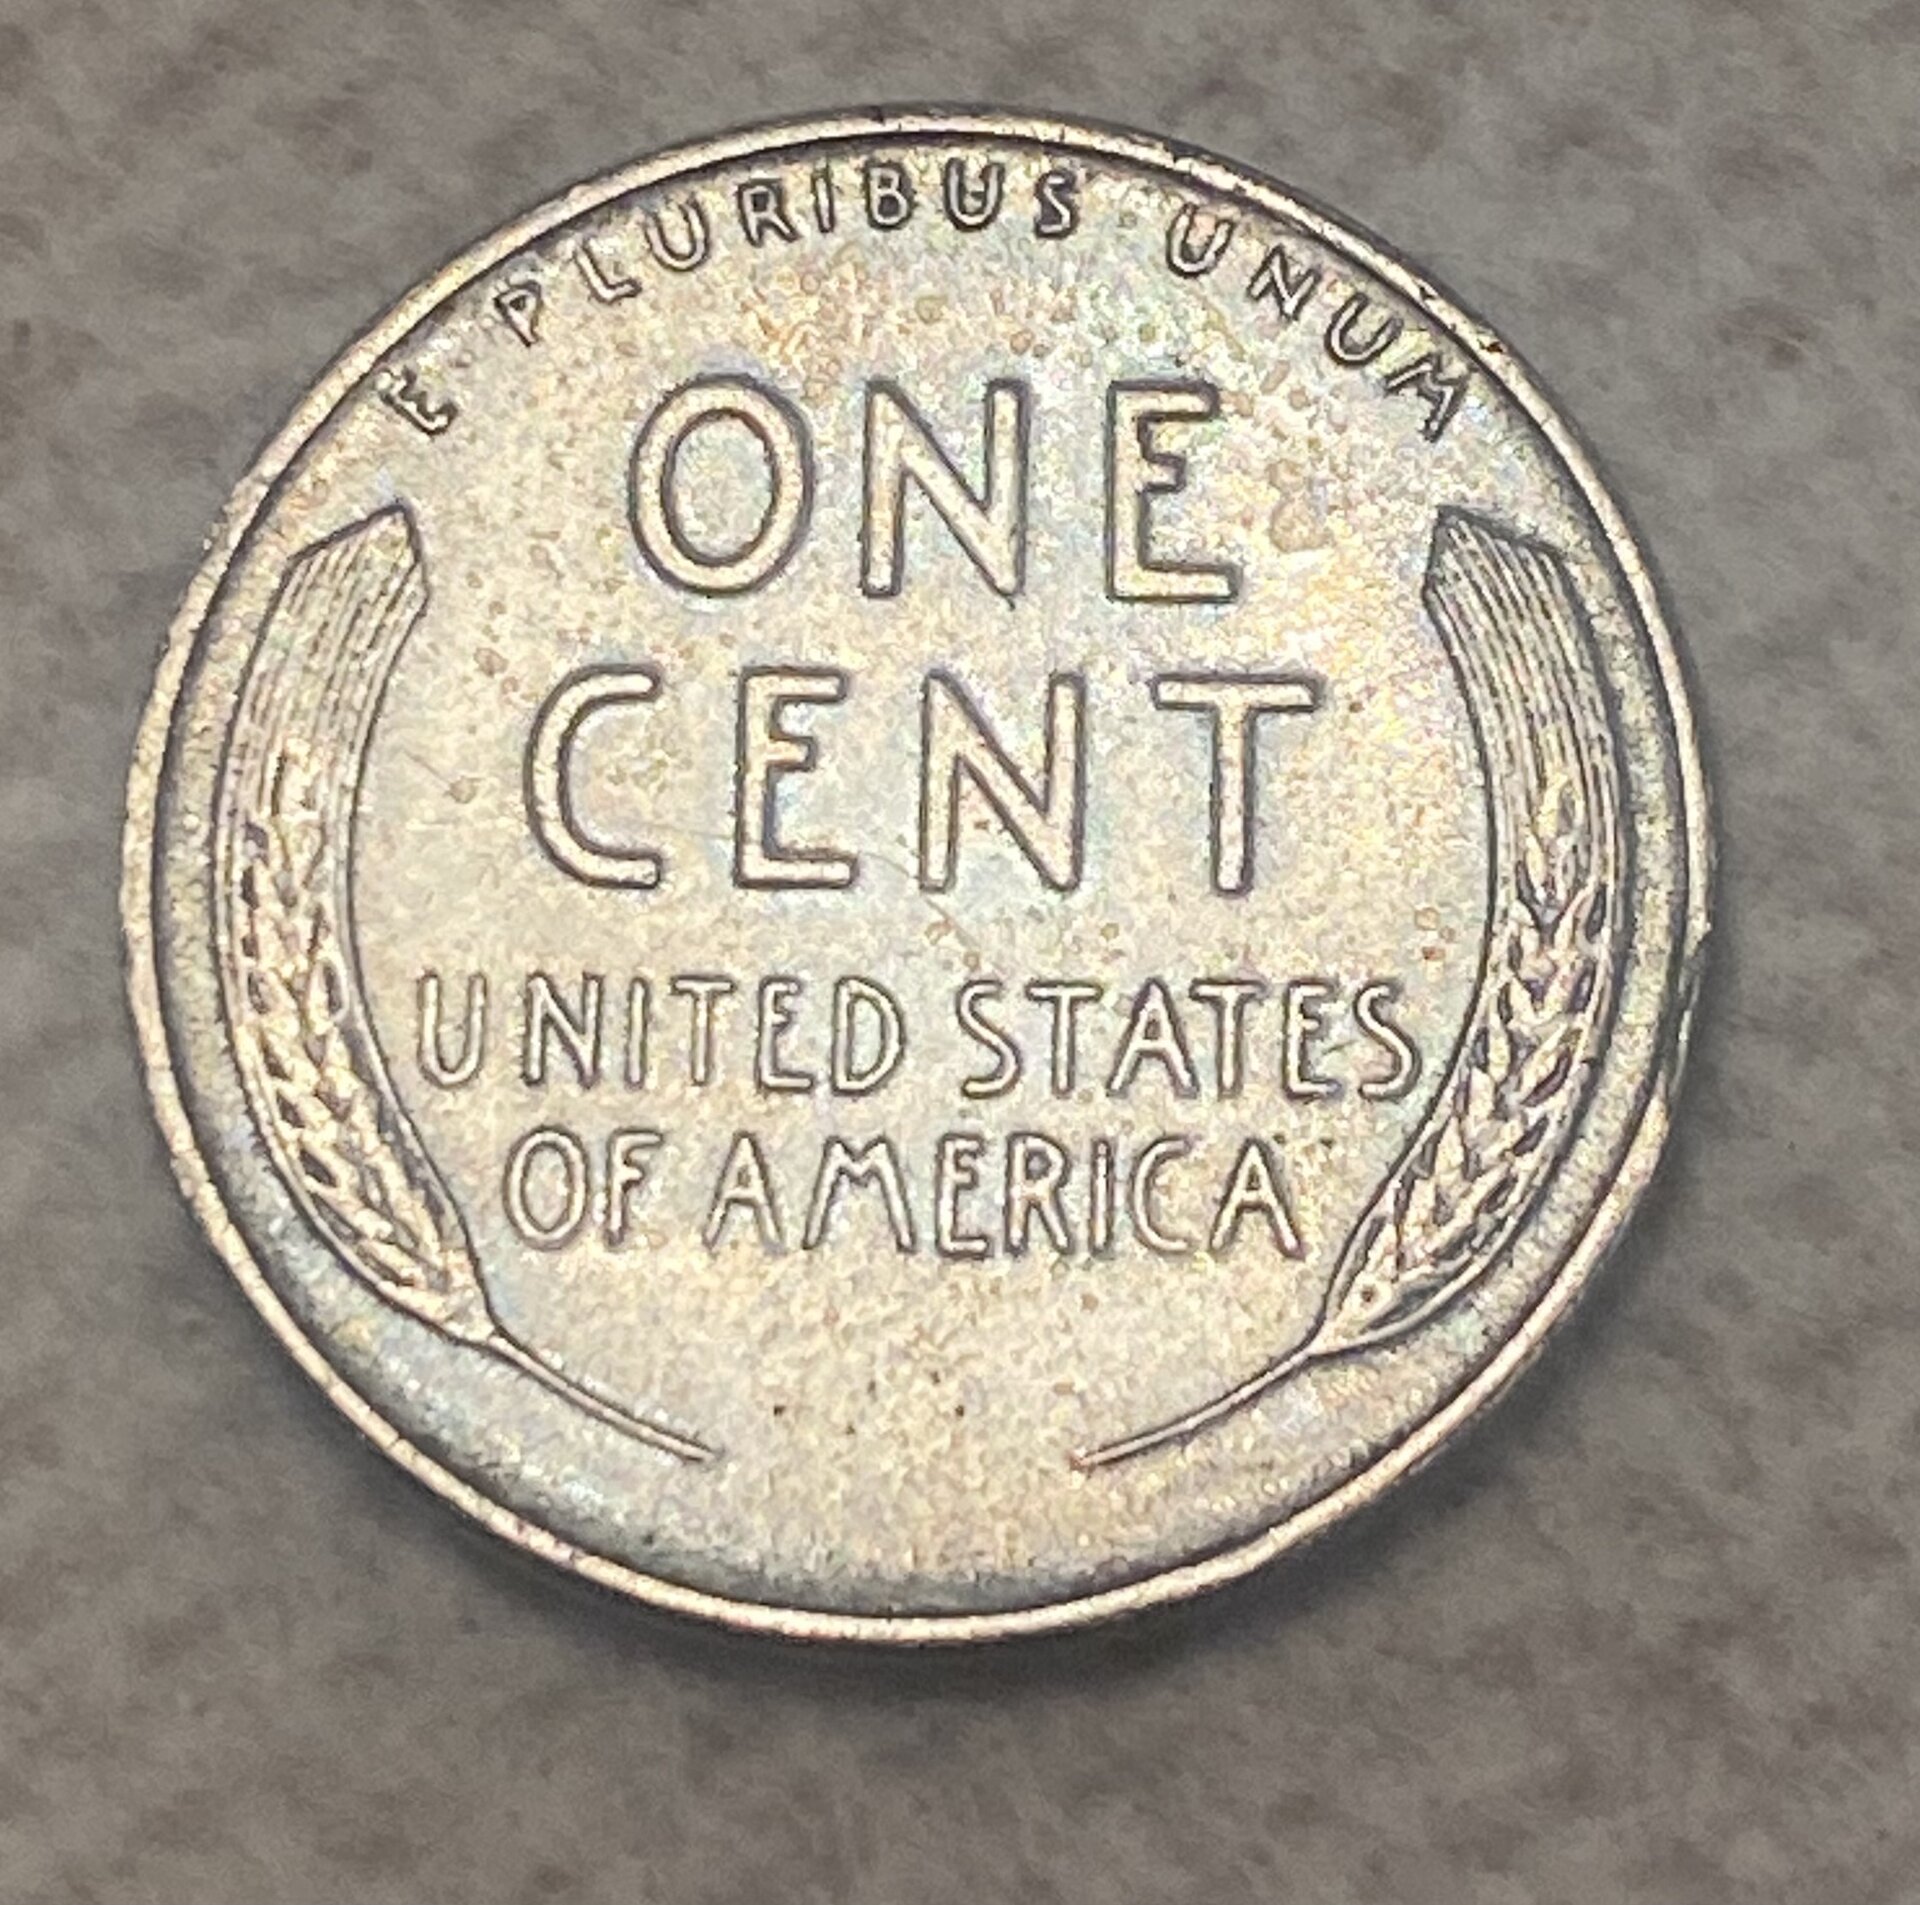 E PLURIBUS UNUM
ONE
CENT
UNITED STATES
OF AMERICA